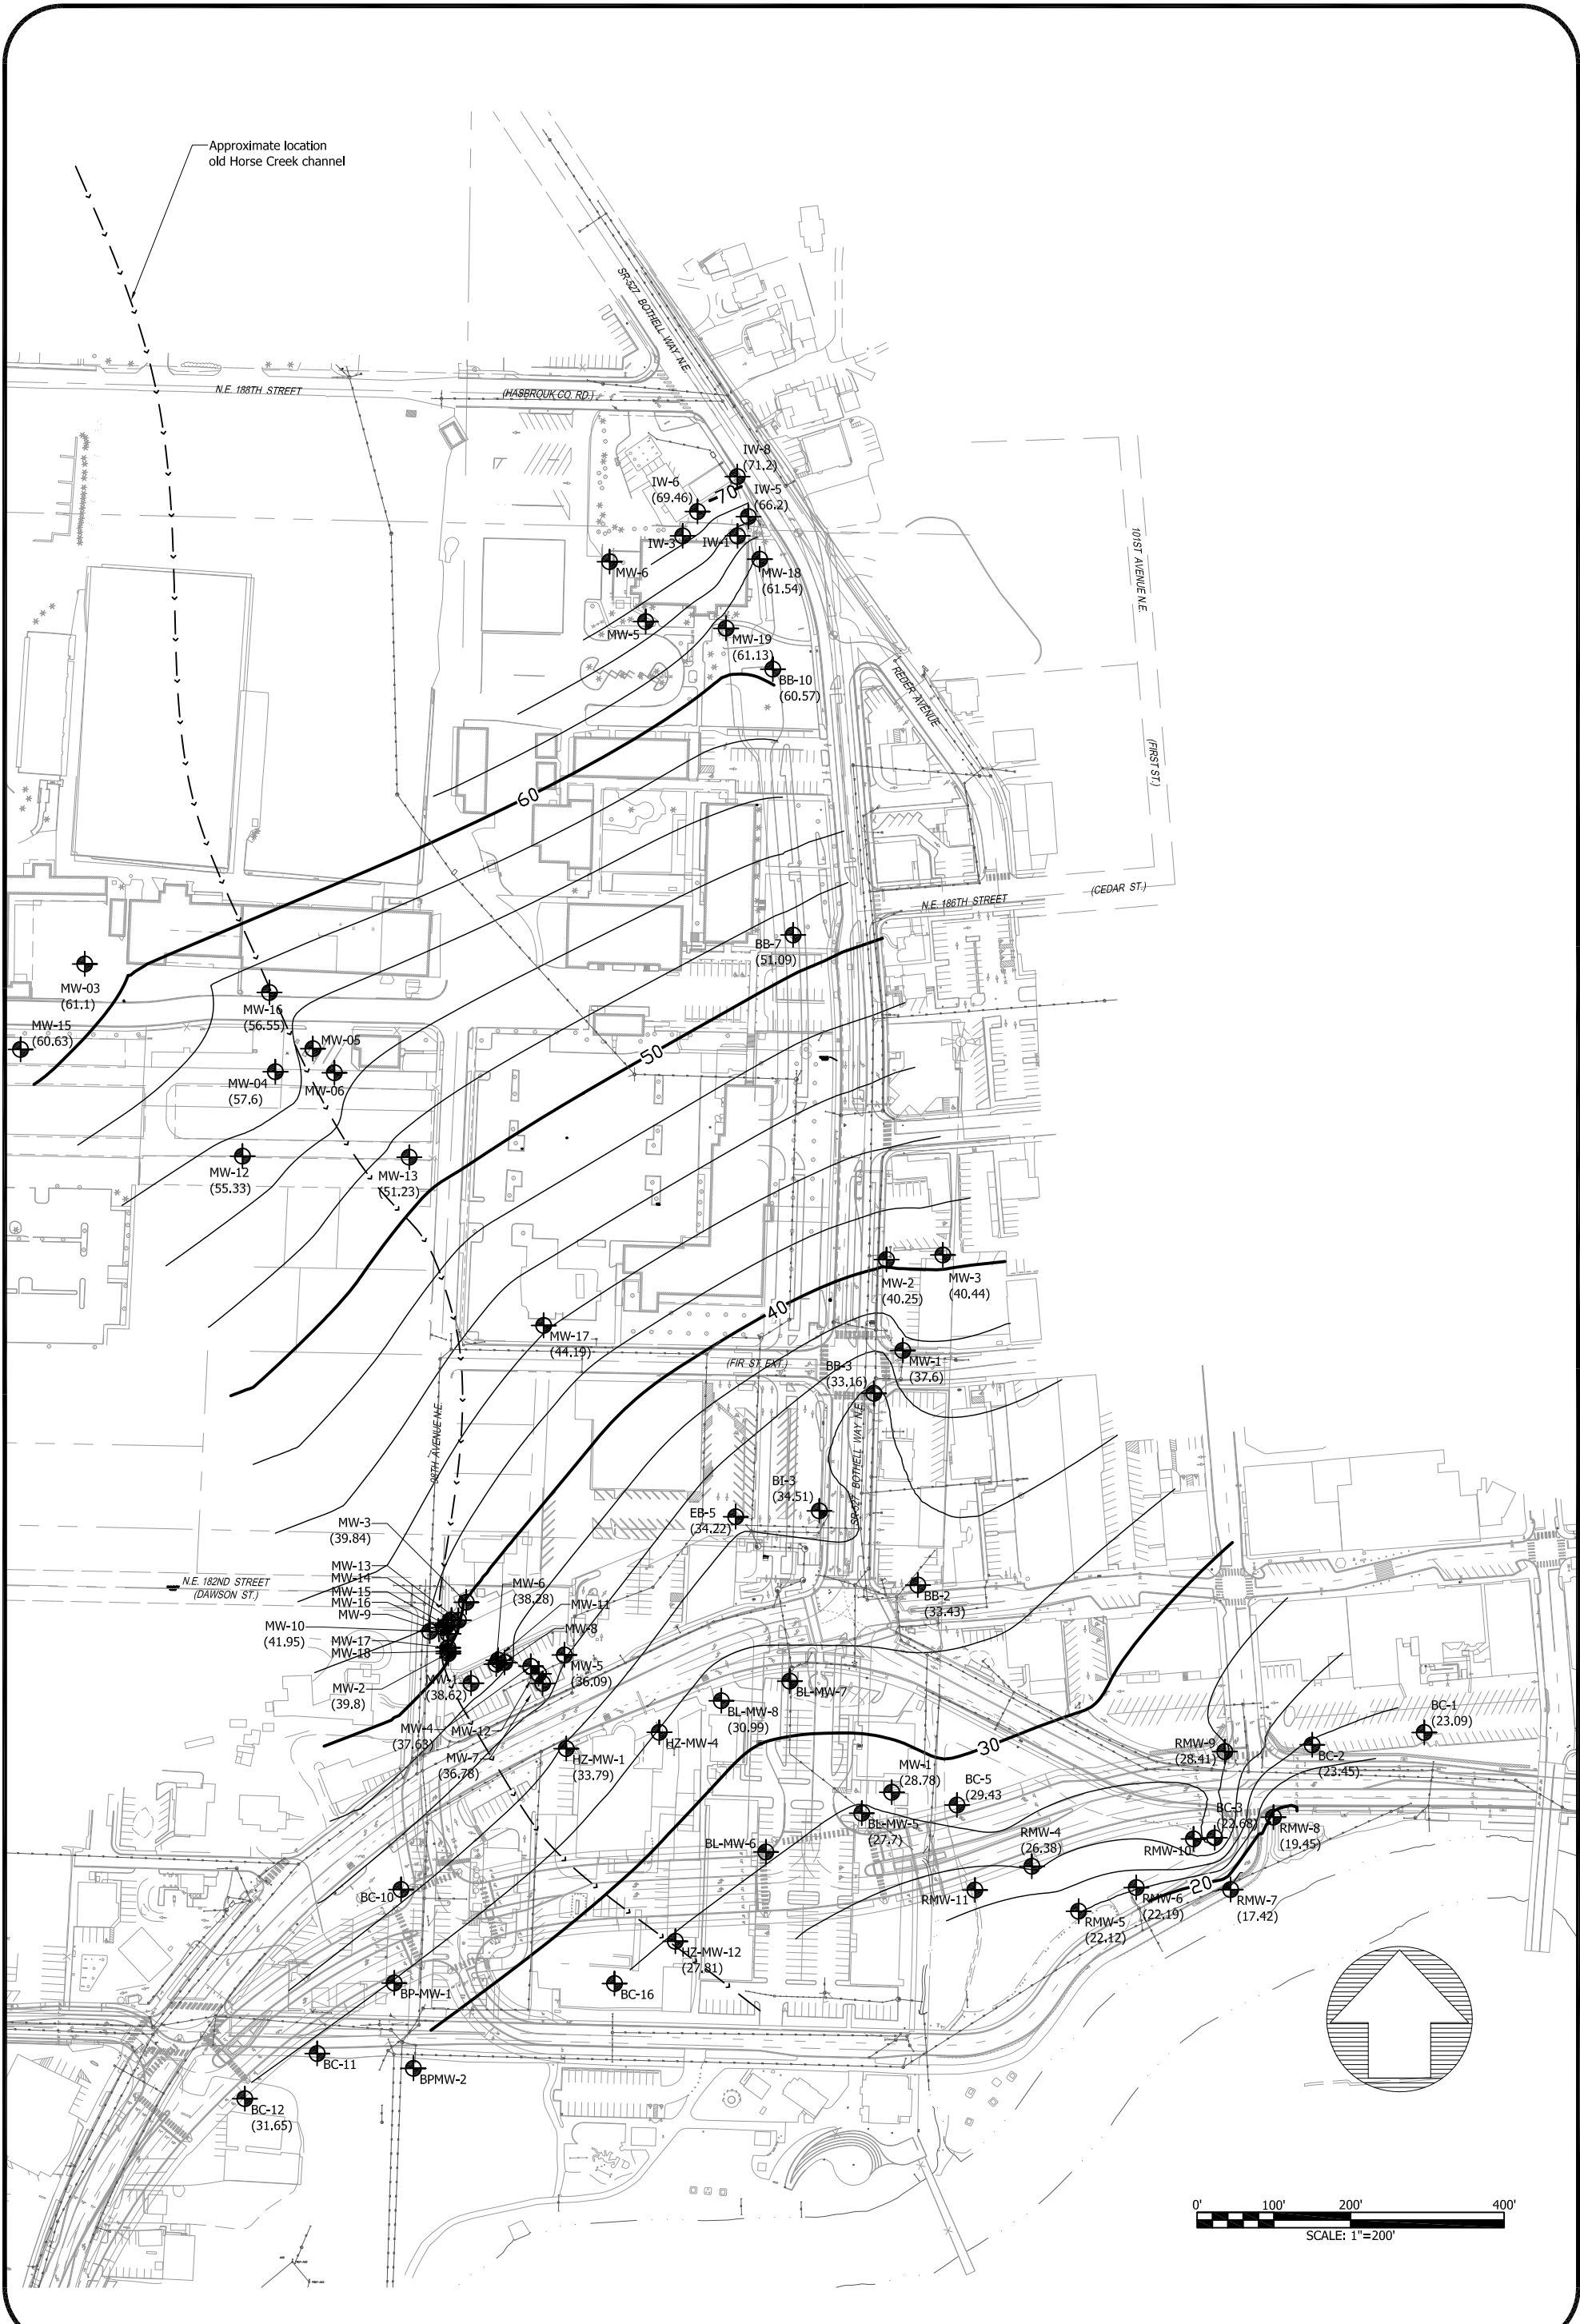 Approximate location
old Horse Creek channel
SR-527 BOTHELL WAY N.E.
N.E. 188TH STREET
(HASBROUK CO. RD.)
IW-8
(71.2)
IW-6
(69.46)
70
IW-5
(66.2)
IW-3
IW-1
MW-6
MW-18
(61.54)
101ST AVENUE N.E.
MW-5
MW-19
(61.13)
BB-10
(60.57)
REDER AVENUE
(FIRST ST.)
60
N.E. 186TH STREET
(CEDAR ST.)
BB-7
(51.09)
MW-03
(61.1)
MW-16
(56.55)
MW-15
(60.63)
MW-05
50
MW-04
(57.6)
MW-06
MW-12
(55.33)
MW-13
(51.23)
MW-2
(40.25)
MW-3
(40.44)
40
MW-17
(44.19)
(FIR ST. EXT.)
MW-1
(37.6)
BB-3
(33.16)
98TH AVENUE N.E.
SR-527 BOTHELL WAY N.E.
BI-3
(34.51)
EB-5
(34.22)
MW-3
(39.84)
MW-13
MW-14
MW-15
MW-16
MW-9
N.E. 182ND STREET
(DAWSON ST.)
MW-6
(38.28)
MW-11
MW-8
BB-2
(33.43)
MW-10
(41.95)
MW-17
MW-18
MW-5
(36.09)
MW-1
(38.62)
MW-2
(39.8)
BL-MW-7
BL-MW-8
(30.99)
MW-4
(37.63)
MW-12
MW-7
(36.78)
HZ-MW-1
(33.79)
HZ-MW-4
30
BC-1
(23.09)
RMW-9
(28.41)
BC-2
(23.45)
MW-1
(28.78)
BC-5
(29.43
BL-MW-5
(27.7)
BC-3
(22.68)
RMW-8
(19.45)
BL-MW-6
RMW-4
(26.38)
RMW-10
BC-10
RMW-11
RMW-6
(22.19)
20
RMW-7
(17.42)
RMW-5
(22.12)
HZ-MW-12
(27.81)
BC-16
BP-MW-1
BC-11
BPMW-2
BC-12
(31.65)
0' 100' 200' 400'
SCALE: 1"=200'